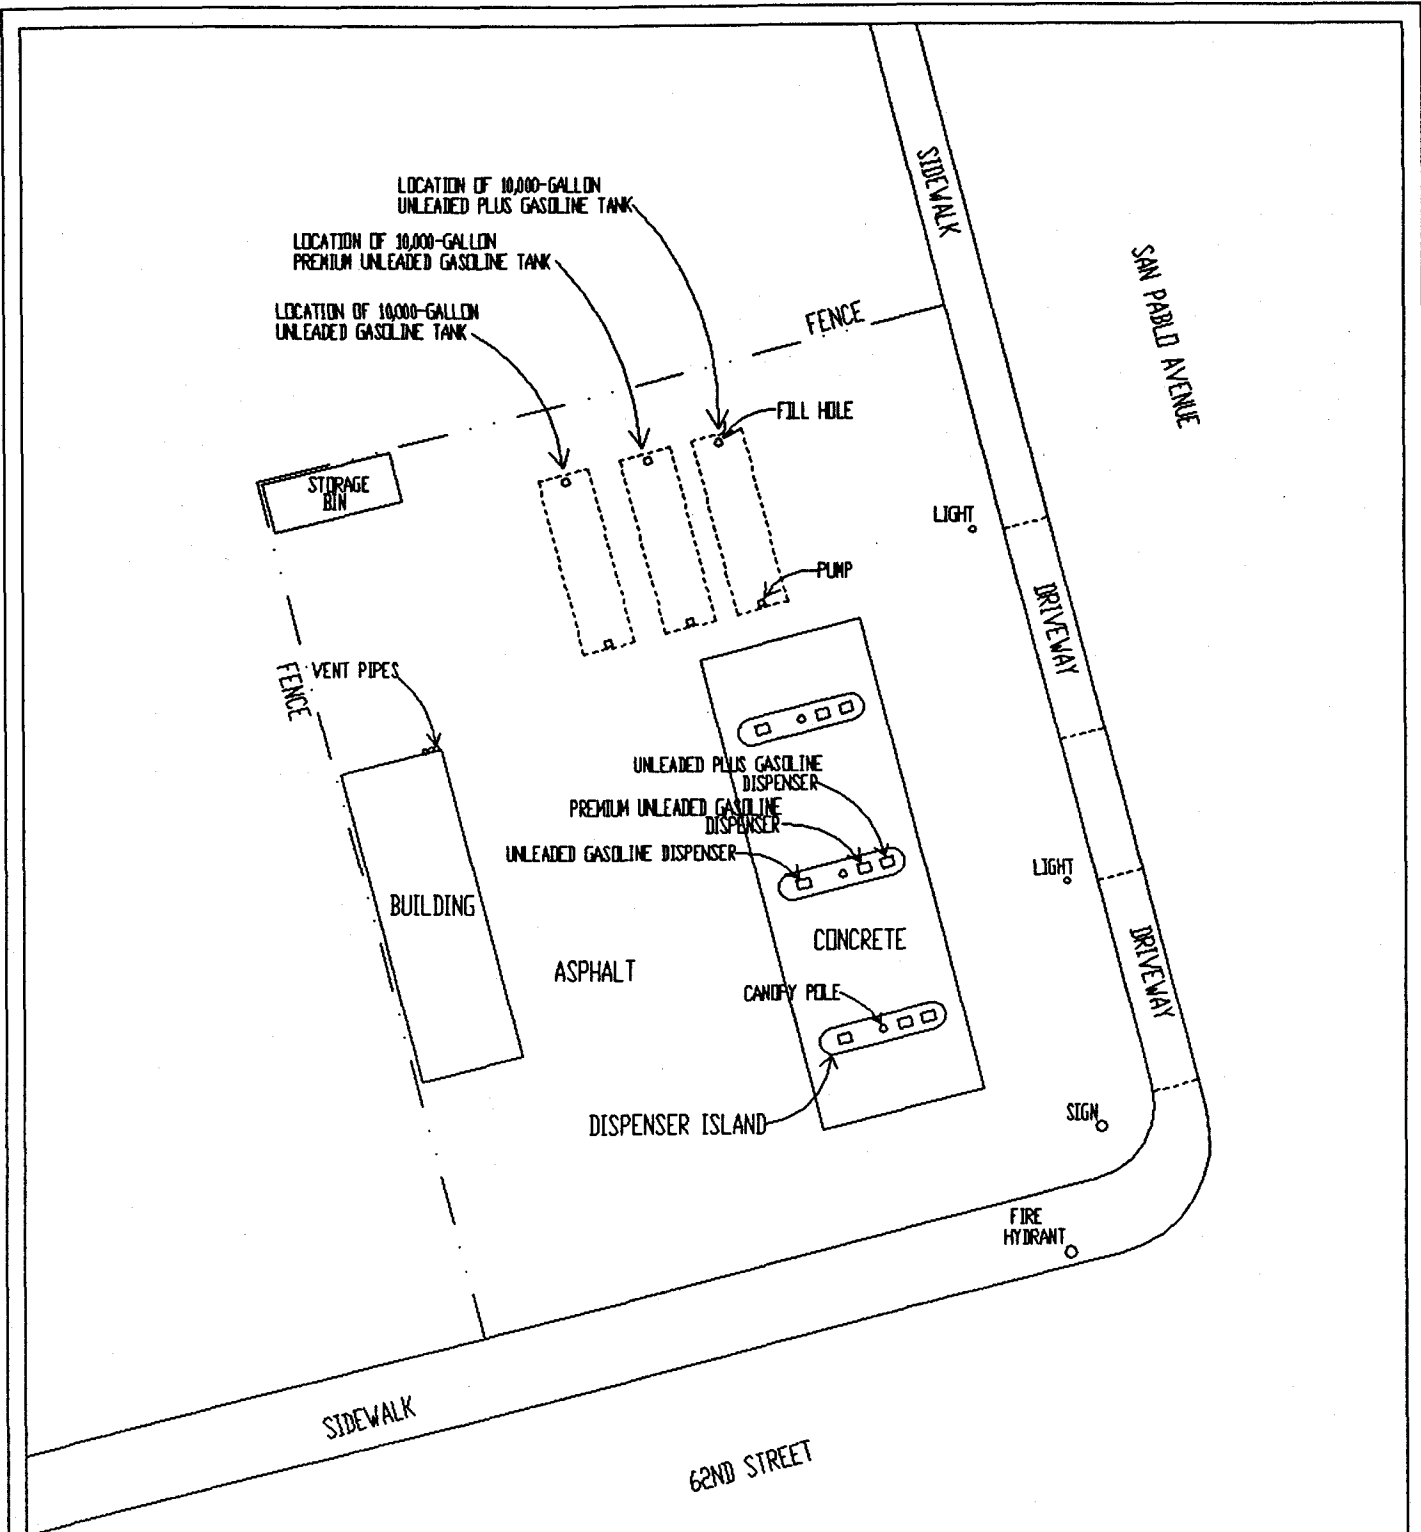 SIDEWALK
LOCATION OF 10,000-GALLON
UNLEADED PLUS GASOLINE TANK
LOCATION OF 10,000-GALLON
PREMIUM UNLEADED GASOLINE TANK
SAN PABLO AVENUE
LOCATION OF 10,000-GALLON
UNLEADED GASOLINE TANK
FENCE
FILL HOLE
STORAGE
BIN
LIGHT
PUMP
DRIVEWAY
FENCE
VENT PIPES
UNLEADED PLUS GASOLINE
DISPENSER
PREMIUM UNLEADED GASOLINE
DISPENSER
UNLEADED GASOLINE DISPENSER
LIGHT
BUILDING
CONCRETE
DRIVEWAY
ASPHALT
CANOPY POLE
DISPENSER ISLAND
SIGN
FIRE
HYDRANT
SIDEWALK
62ND STREET